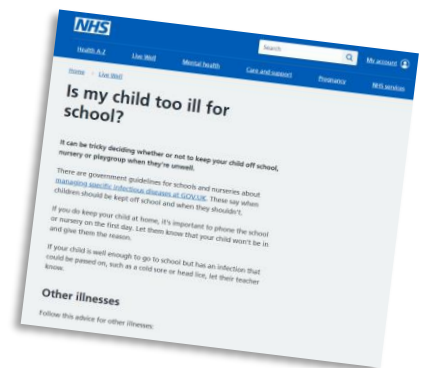 NHS
Search
My account
Health A-Z
Live Well
Mental health
Care and support
Pregnancy
NHS services
Home
Live Well
Is my child too ill for
school?
It can be tricky deciding whether or not to keep your child off school,
nursery or playgroup when they're unwell.
There are government guidelines for schools and nurseries about
managing specific infectious diseases at GOV.UK. These say when
children should be kept off school and when they shouldn't.
If you do keep your child at home, it's important to phone the school
or nursery on the first day. Let them know that your child won't be in
and give them the reason.
If your child is well enough to go to school but has an infection that
could be passed on, such as a cold sore or head lice, let their teacher
know.
Other illnesses
Follow this advice for other illnesses: